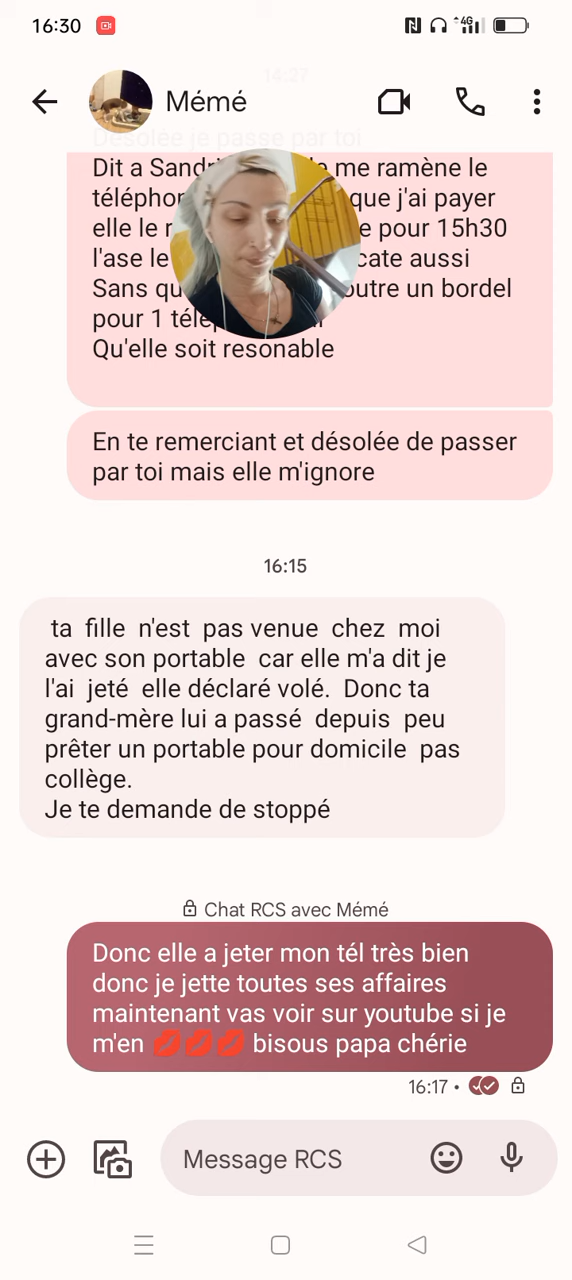 16:30
4G
14:27
Mémé
Désolée je passe par toi
Dit a me ramène le
que j'ai payer
elle le pour 15h30
l'ase le aussi
Sans un bordel
pour 1
Qu'elle soit resonable
En te remerciant et désolée de passer
par toi mais elle m'ignore
16:15
ta fille n'est pas venue chez moi
avec son portable car elle m'a dit je
l'ai jeté elle déclaré volé. Donc ta
grand-mère lui a passé depuis peu
prêter un portable pour domicile pas
collège.
Je te demande de stoppé
Chat RCS avec Mémé
Donc elle a jeter mon tél très bien
donc je jette toutes ses affaires
maintenant vas voir sur youtube si je
m'en 💋💋💋 bisous papa chérie
16:17 •
Message RCS